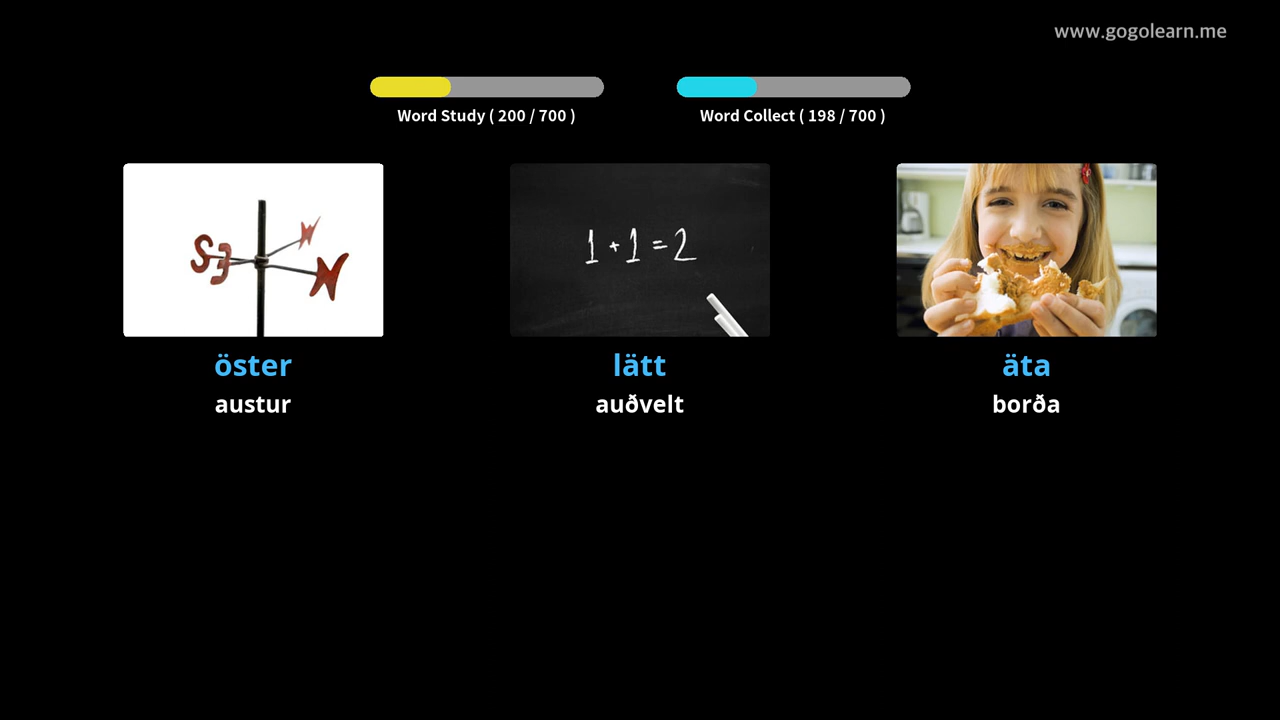 www.gogolearn.me
Word Study ( 200 / 700 )
Word Collect ( 198 / 700 )
S E N W
1 + 1 = 2
öster
lätt
äta
austur
auðvelt
borða